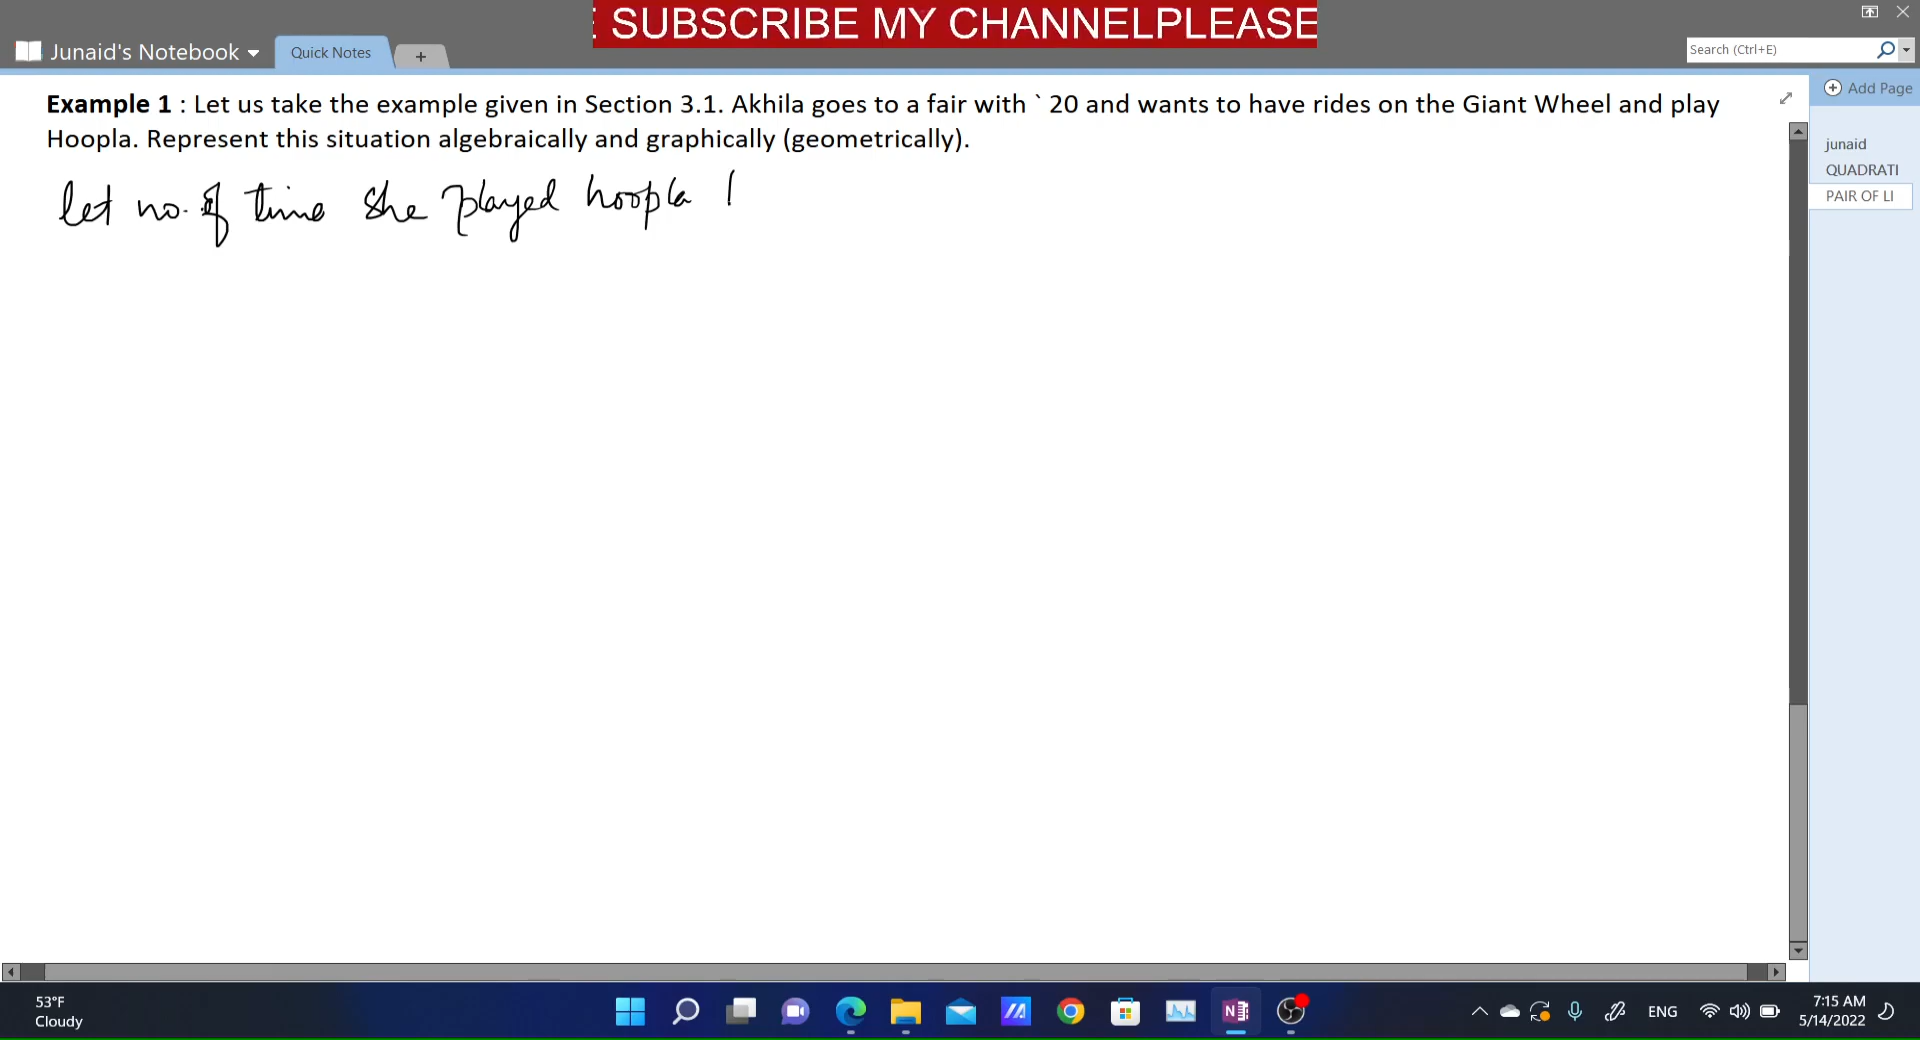 SUBSCRIBE MY CHANNELPLEASE
Junaid's Notebook
Quick Notes
+
Search (Ctrl+E)
Example 1 : Let us take the example given in Section 3.1. Akhila goes to a fair with ` 20 and wants to have rides on the Giant Wheel and play
Hoopla. Represent this situation algebraically and graphically (geometrically).
let no. of time she played hoopla
Add Page
junaid
QUADRATI
PAIR OF LI
53°F
Cloudy
ENG
7:15 AM
5/14/2022